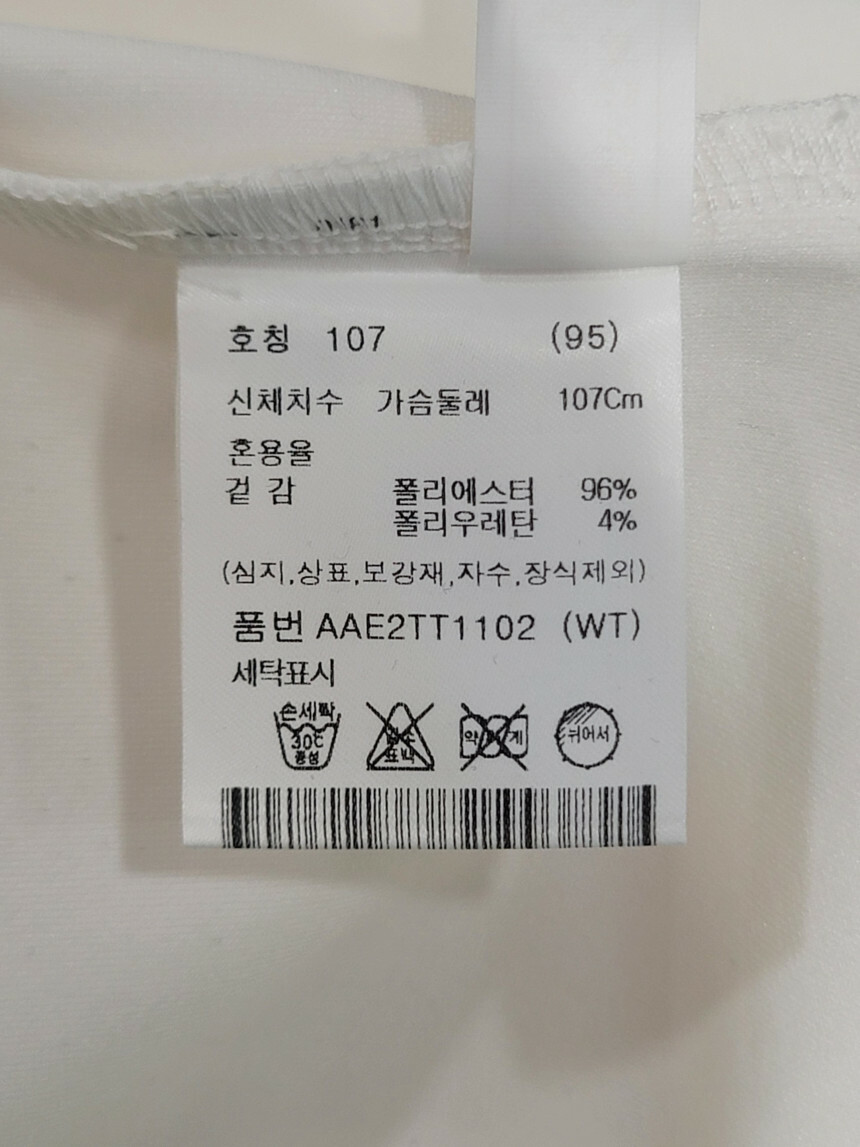 호칭 107 (95)
신체치수 가슴둘레 107Cm
혼용율
겉 감 폴리에스터 96%
폴리우레탄 4%
(심지,상표,보강재,자수,장식제외)
품번 AAE2TT1102 (WT)
세탁표시
손세탁
30℃
중성
표백
약 게
뉘어서